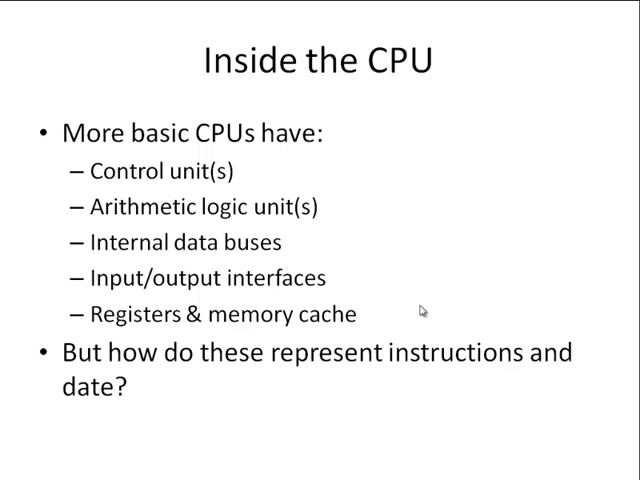 Inside the CPU
• More basic CPUs have:
– Control unit(s)
– Arithmetic logic unit(s)
– Internal data buses
– Input/output interfaces
– Registers & memory cache
• But how do these represent instructions and
date?